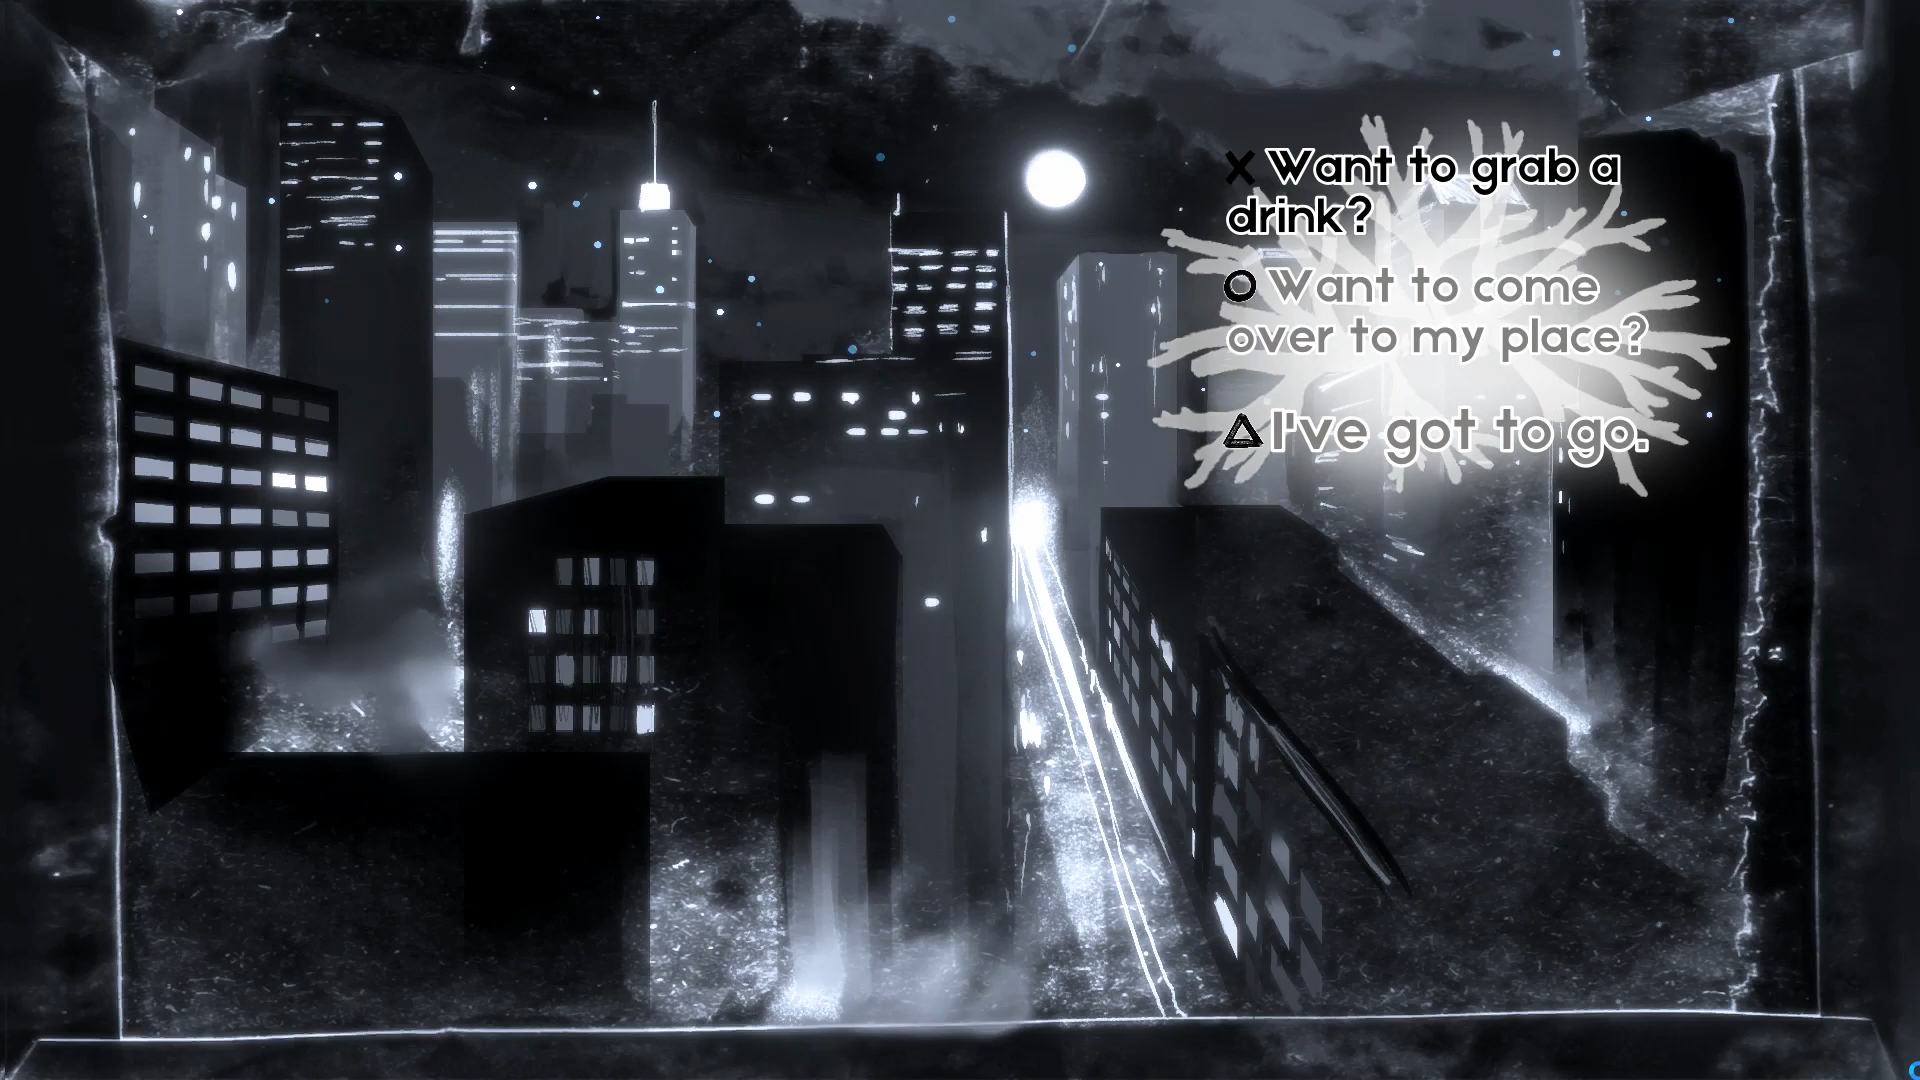 X Want to grab a
drink?
O Want to come
over to my place?
△ I've got to go.